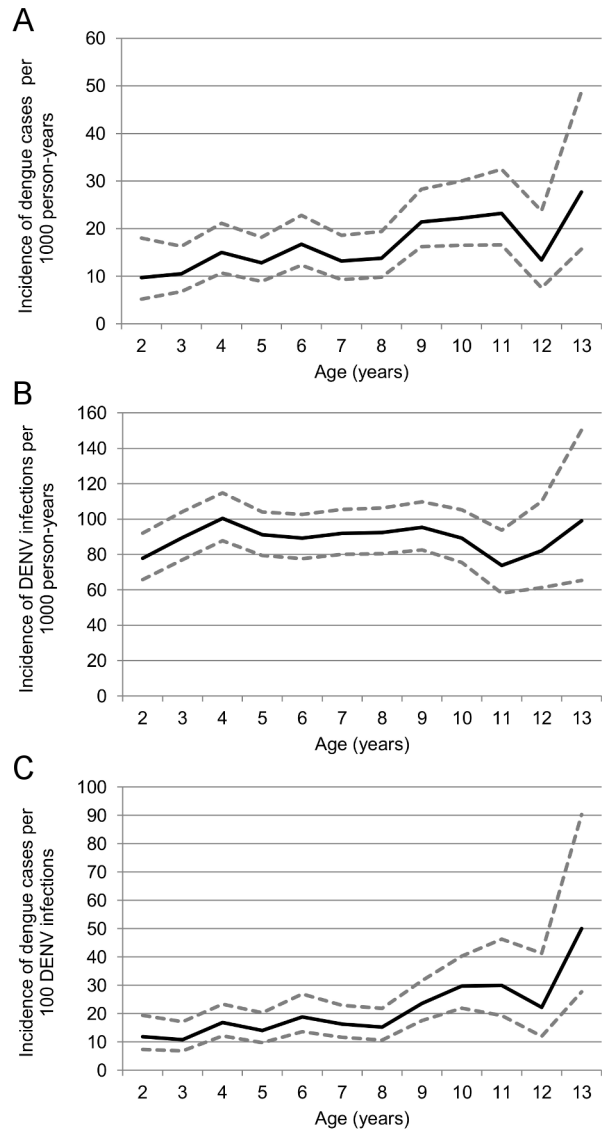 A
Incidence of dengue cases per
1000 person-years
60
50
40
30
20
10
0
2 3 4 5 6 7 8 9 10 11 12 13
Age (years)
B
Incidence of DENV infections per
1000 person-years
160
140
120
100
80
60
40
20
0
2 3 4 5 6 7 8 9 10 11 12 13
Age (years)
C
Incidence of dengue cases per
100 DENV infections
100
90
80
70
60
50
40
30
20
10
0
2 3 4 5 6 7 8 9 10 11 12 13
Age (years)